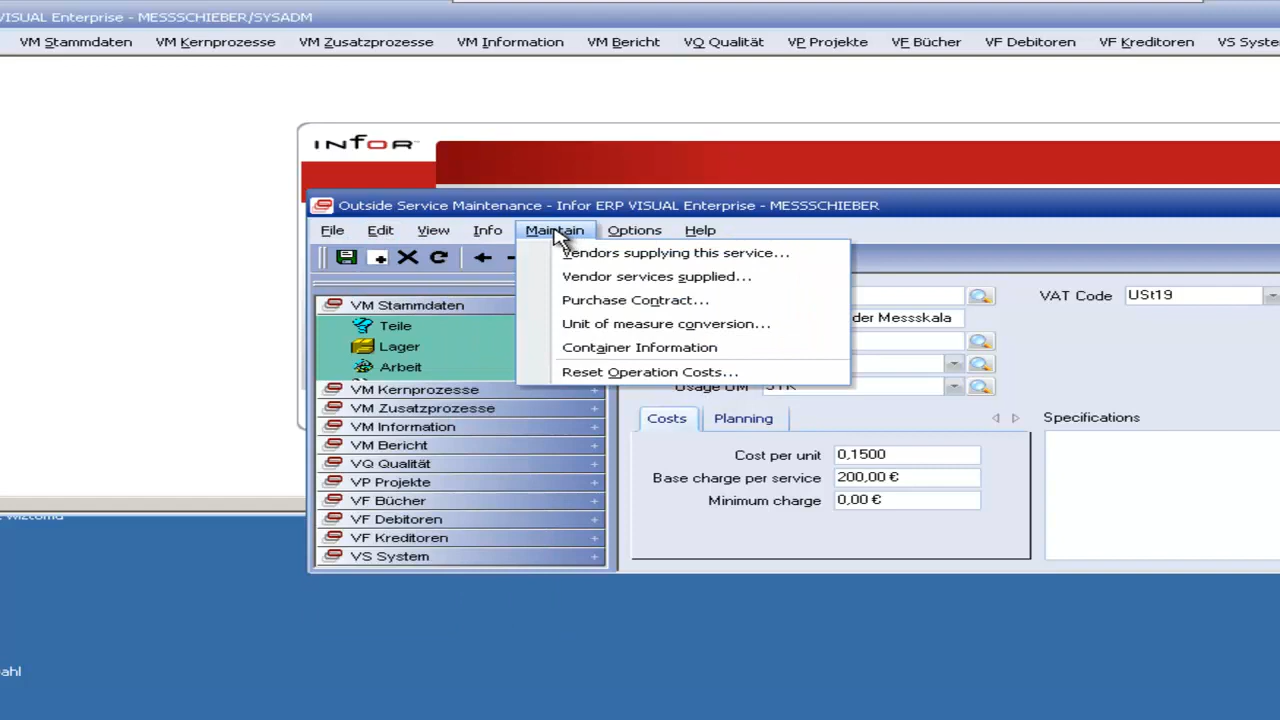 VISUAL Enterprise - MESSSCHIEBER/SYSADM
VM Stammdaten VM Kernprozesse VM Zusatzprozesse VM Information VM Bericht VQ Qualität VP Projekte VF Bücher VF Debitoren VF Kreditoren VS Syste
infor
Outside Service Maintenance - Infor ERP VISUAL Enterprise - MESSSCHIEBER
File Edit View Info Maintain Options Help
Vendors supplying this service...
Vendor services supplied...
Purchase Contract...
Unit of measure conversion...
Container Information
Reset Operation Costs...
VM Stammdaten
Teile
Lager
Arbeit
VM Kernprozesse
VM Zusatzprozesse
VM Information
VM Bericht
VQ Qualität
VP Projekte
VF Bücher
VF Debitoren
VF Kreditoren
VS System
der Messskala
VAT Code USt19
Usage UM STK
Costs Planning
Cost per unit 0,1500
Base charge per service 200,00 €
Minimum charge 0,00 €
Specifications
ahl